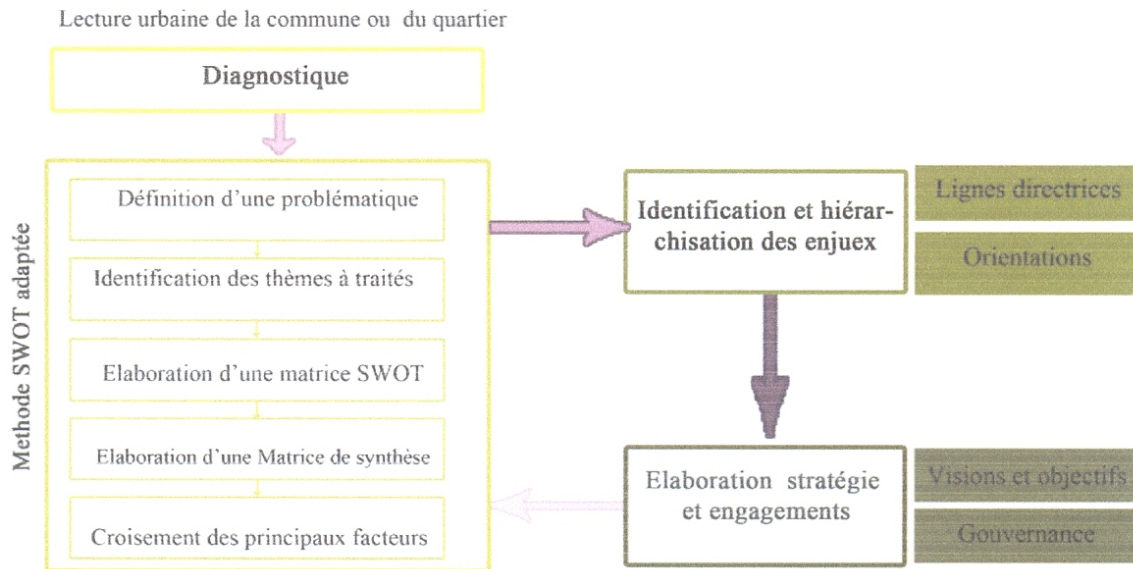 Lecture urbaine de la commune ou du quartier
Diagnostique
Methode SWOT adaptée
Définition d'une problématique
Identification des thèmes à traités
Elaboration d'une matrice SWOT
Elaboration d'une Matrice de synthèse
Croisement des principaux facteurs
Identification et hiérar-
chisation des enjuex
Lignes directrices
Orientations
Elaboration stratégie
et engagements
Visions et objectifs
Gouvernance